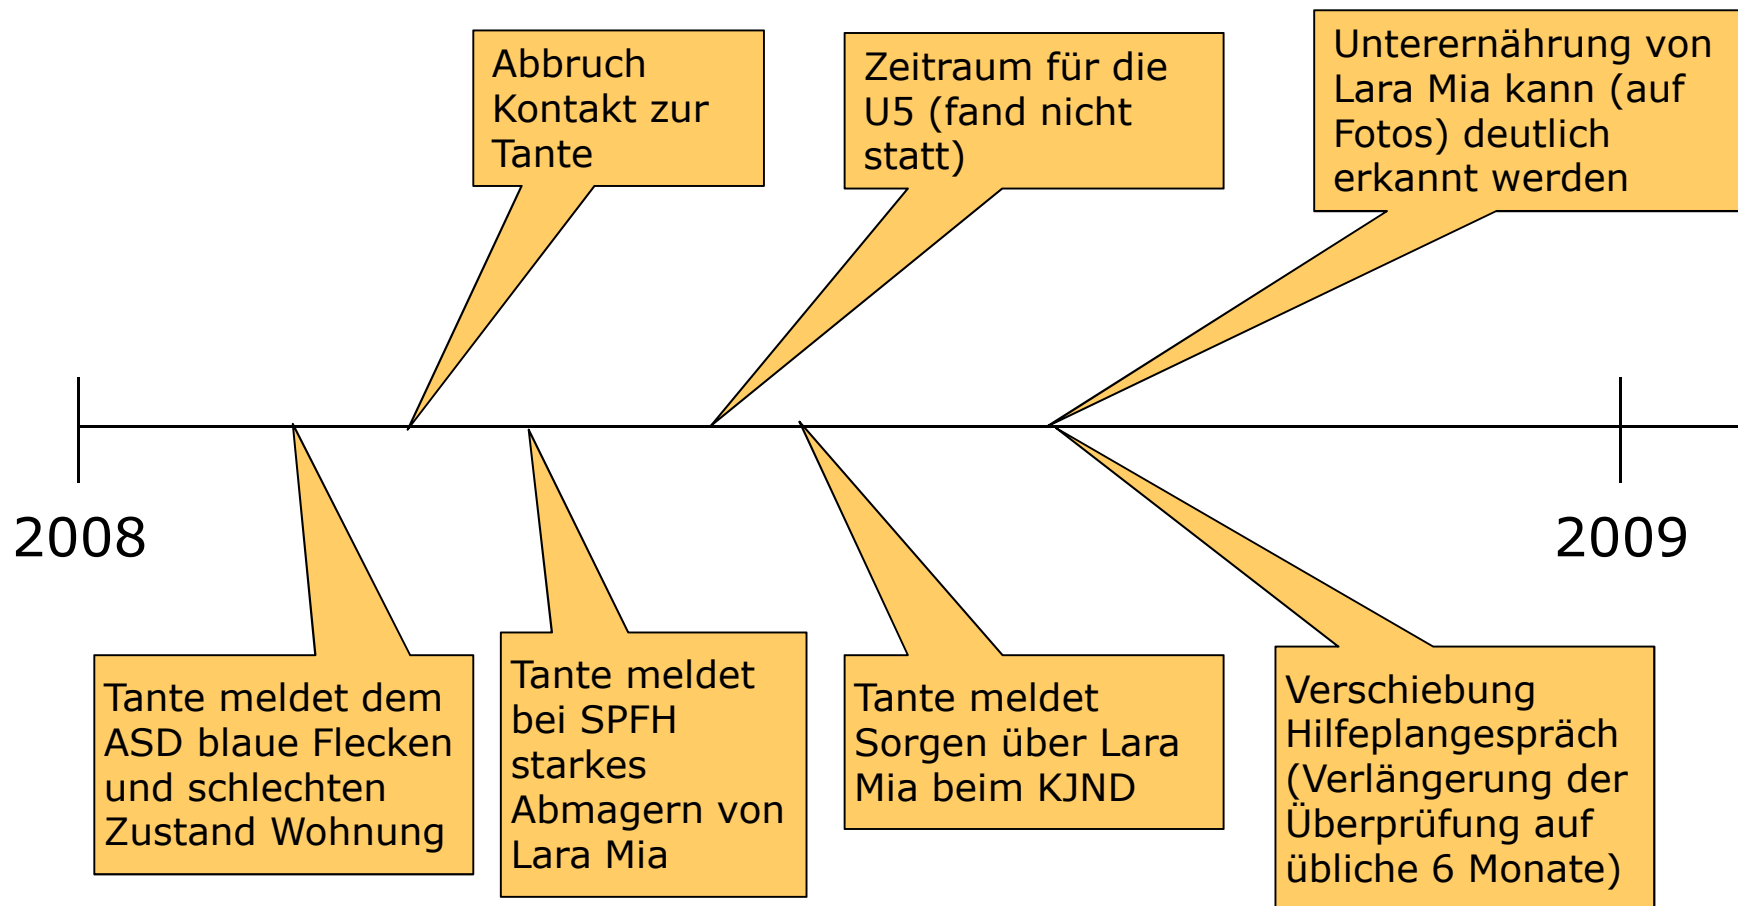 Abbruch
Kontakt zur
Tante
Zeitraum für die
U5 (fand nicht
statt)
Unterernährung von
Lara Mia kann (auf
Fotos) deutlich
erkannt werden
2008
2009
Tante meldet dem
ASD blaue Flecken
und schlechten
Zustand Wohnung
Tante meldet
bei SPFH
starkes
Abmagern von
Lara Mia
Tante meldet
Sorgen über Lara
Mia beim KJND
Verschiebung
Hilfeplangespräch
(Verlängerung der
Überprüfung auf
übliche 6 Monate)